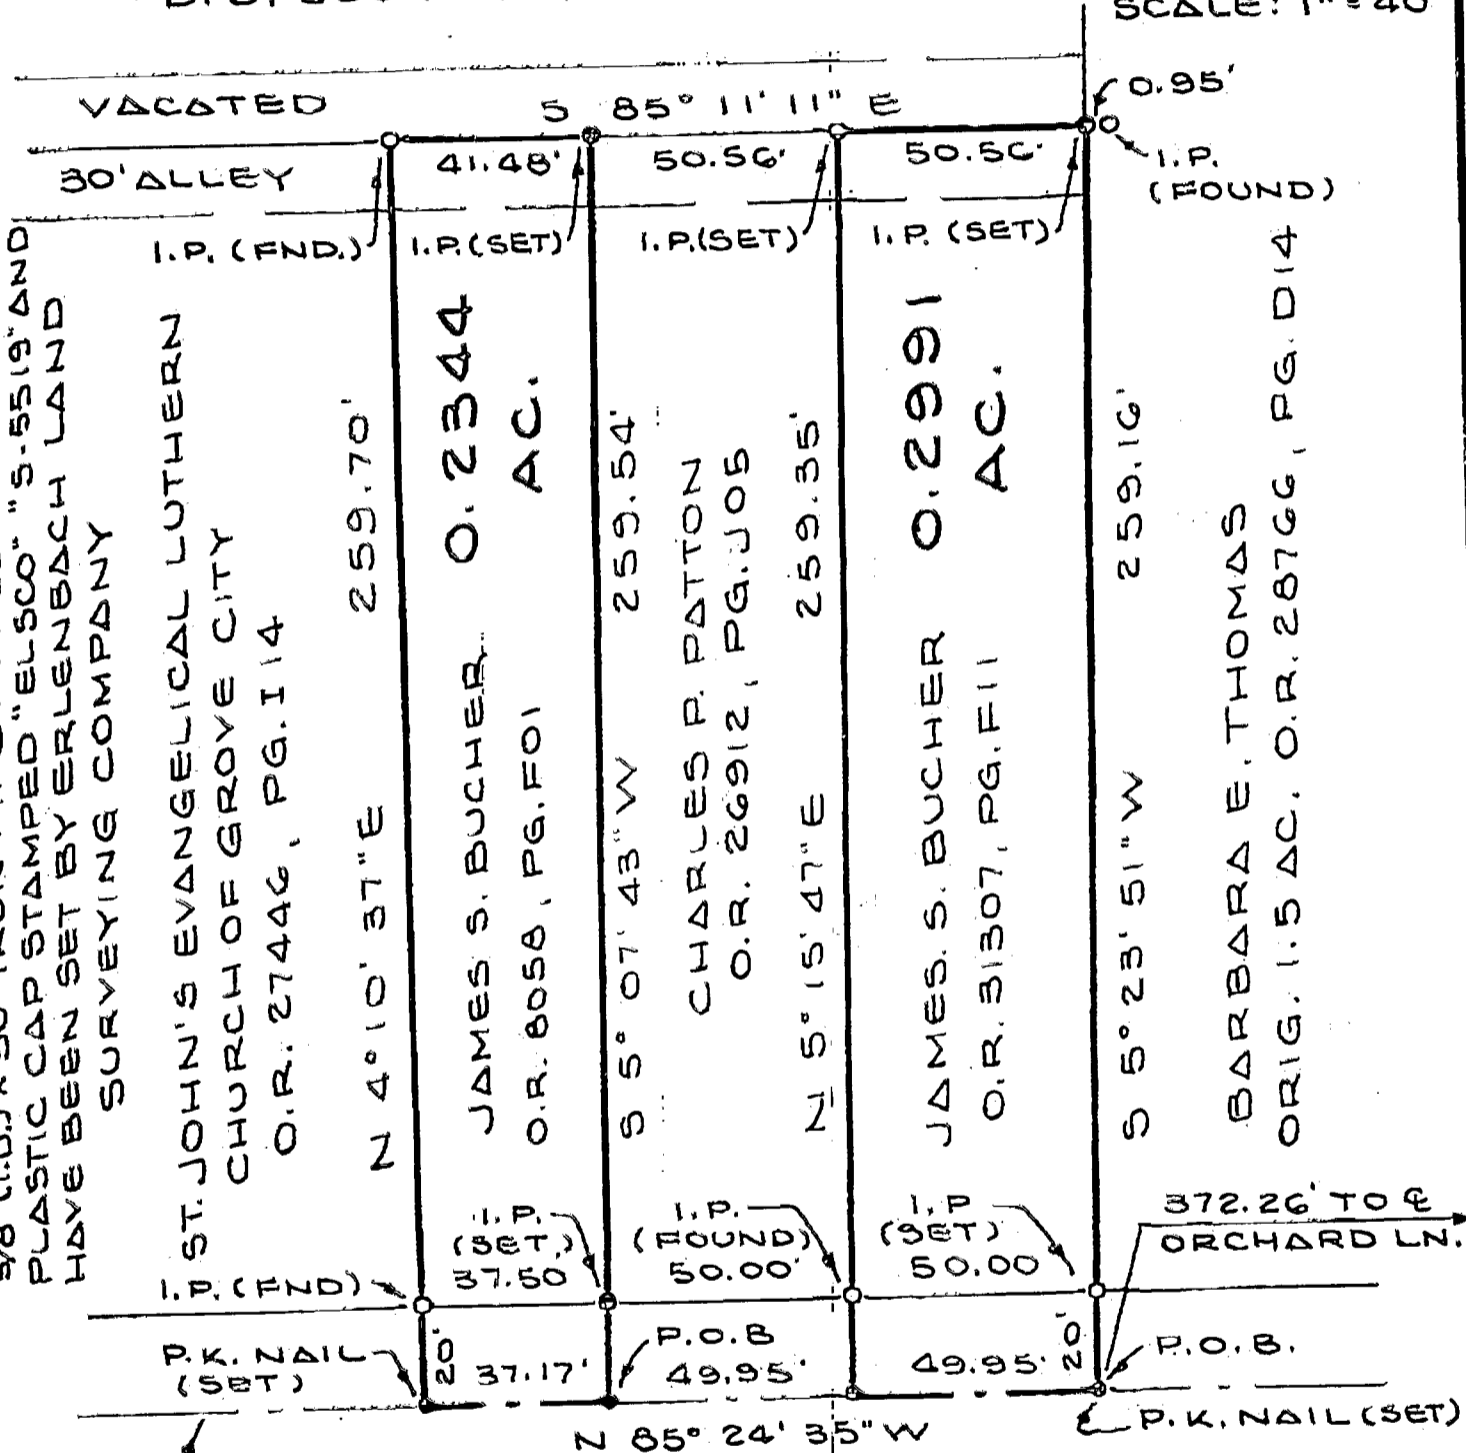 SCALE: 1" = 40
VACATED
S 85° 11' 11" E
0.95'
30' ALLEY
41.48'
50.56'
50.56'
I.P.
(FOUND)
I.P. (FND.)
I.P. (SET)
I.P. (SET)
I.P. (SET)
PLASTIC CAP STAMPED "ELSCO" "S-5519" AND
HAVE BEEN SET BY ERLENBACH LAND
SURVEYING COMPANY
ST. JOHN'S EVANGELICAL LUTHERN
CHURCH OF GROVE CITY
O.R. 27446, PG. I 14
N 4° 10' 37" E 259.70'
0.2344
AC.
JAMES S. BUCHER
O.R. 8058, PG. F01
S 5° 07' 43" W 259.54'
CHARLES P. PATTON
O.R. 26912, PG. J05
N 5° 15' 47" E 259.35'
0.2991
AC.
JAMES. S. BUCHER
O.R. 31307, PG. F11
S 5° 23' 51" W 259.16'
BARBARA E. THOMAS
ORIG. 1.5 AC. O.R. 28766, PG. D14
I.P. (FND)
I.P.
(SET)
37.50
I.P.
(FOUND)
50.00'
I.P
(SET)
50.00
372.26' TO ℄
ORCHARD LN.
P.K. NAIL
(SET)
20'
37.17'
P.O.B
49.95'
49.95'
20'
P.O.B.
N 85° 24' 35" W
P.K. NAIL (SET)